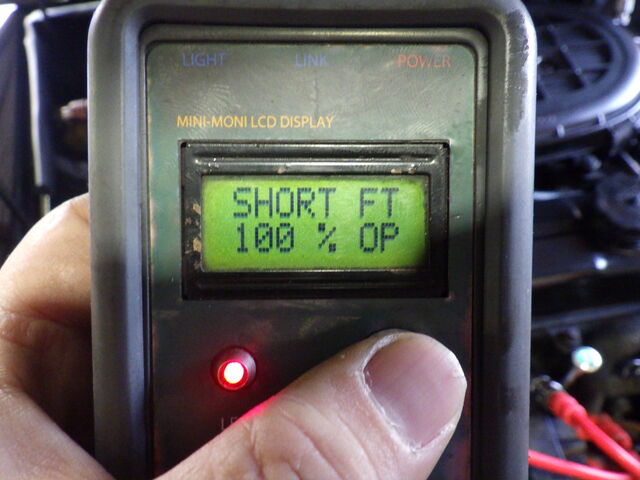 LIGHT LINK POWER
MINI-MONI LCD DISPLAY
SHORT FT
100 % OP